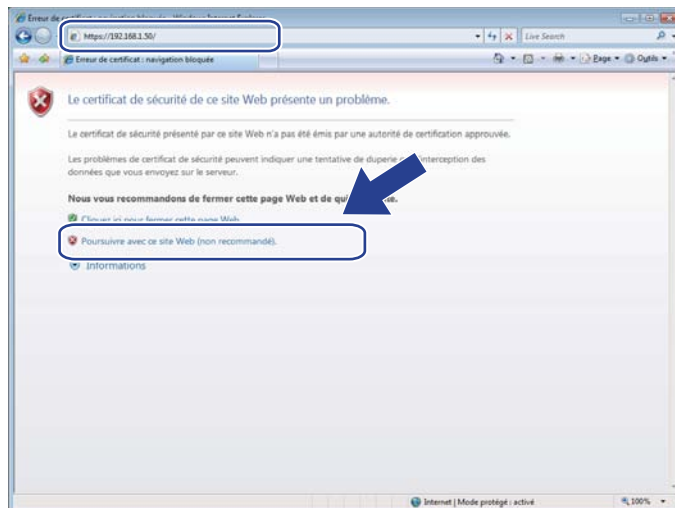 Erreur de
https://192.168.1.50/
Live Search
Erreur de certificat : navigation bloquée
Page
Outils
Le certificat de sécurité de ce site Web présente un problème.
Le certificat de sécurité présenté par ce site Web n'a pas été émis par une autorité de certification approuvée.
Les problèmes de certificat de sécurité peuvent indiquer une tentative de duperie interception des
données que vous envoyez sur le serveur.
Nous vous recommandons de fermer cette page Web et de
Cliquez ici pour fermer cette page Web.
Poursuivre avec ce site Web (non recommandé).
Informations
Internet | Mode protégé : activé
100%